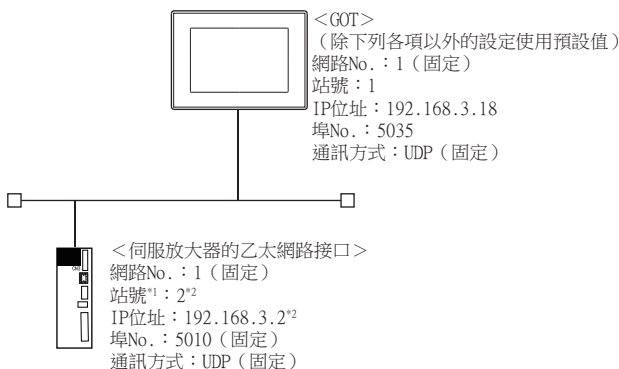 ＜GOT＞
（除下列各項以外的設定使用預設值）
網路No.：1（固定）
站號：1
IP位址：192.168.3.18
埠No.：5035
通訊方式：UDP（固定）
＜伺服放大器的乙太網路接口＞
網路No.：1（固定）
站號*1：2*2
IP位址：192.168.3.2*2
埠No.：5010（固定）
通訊方式：UDP（固定）